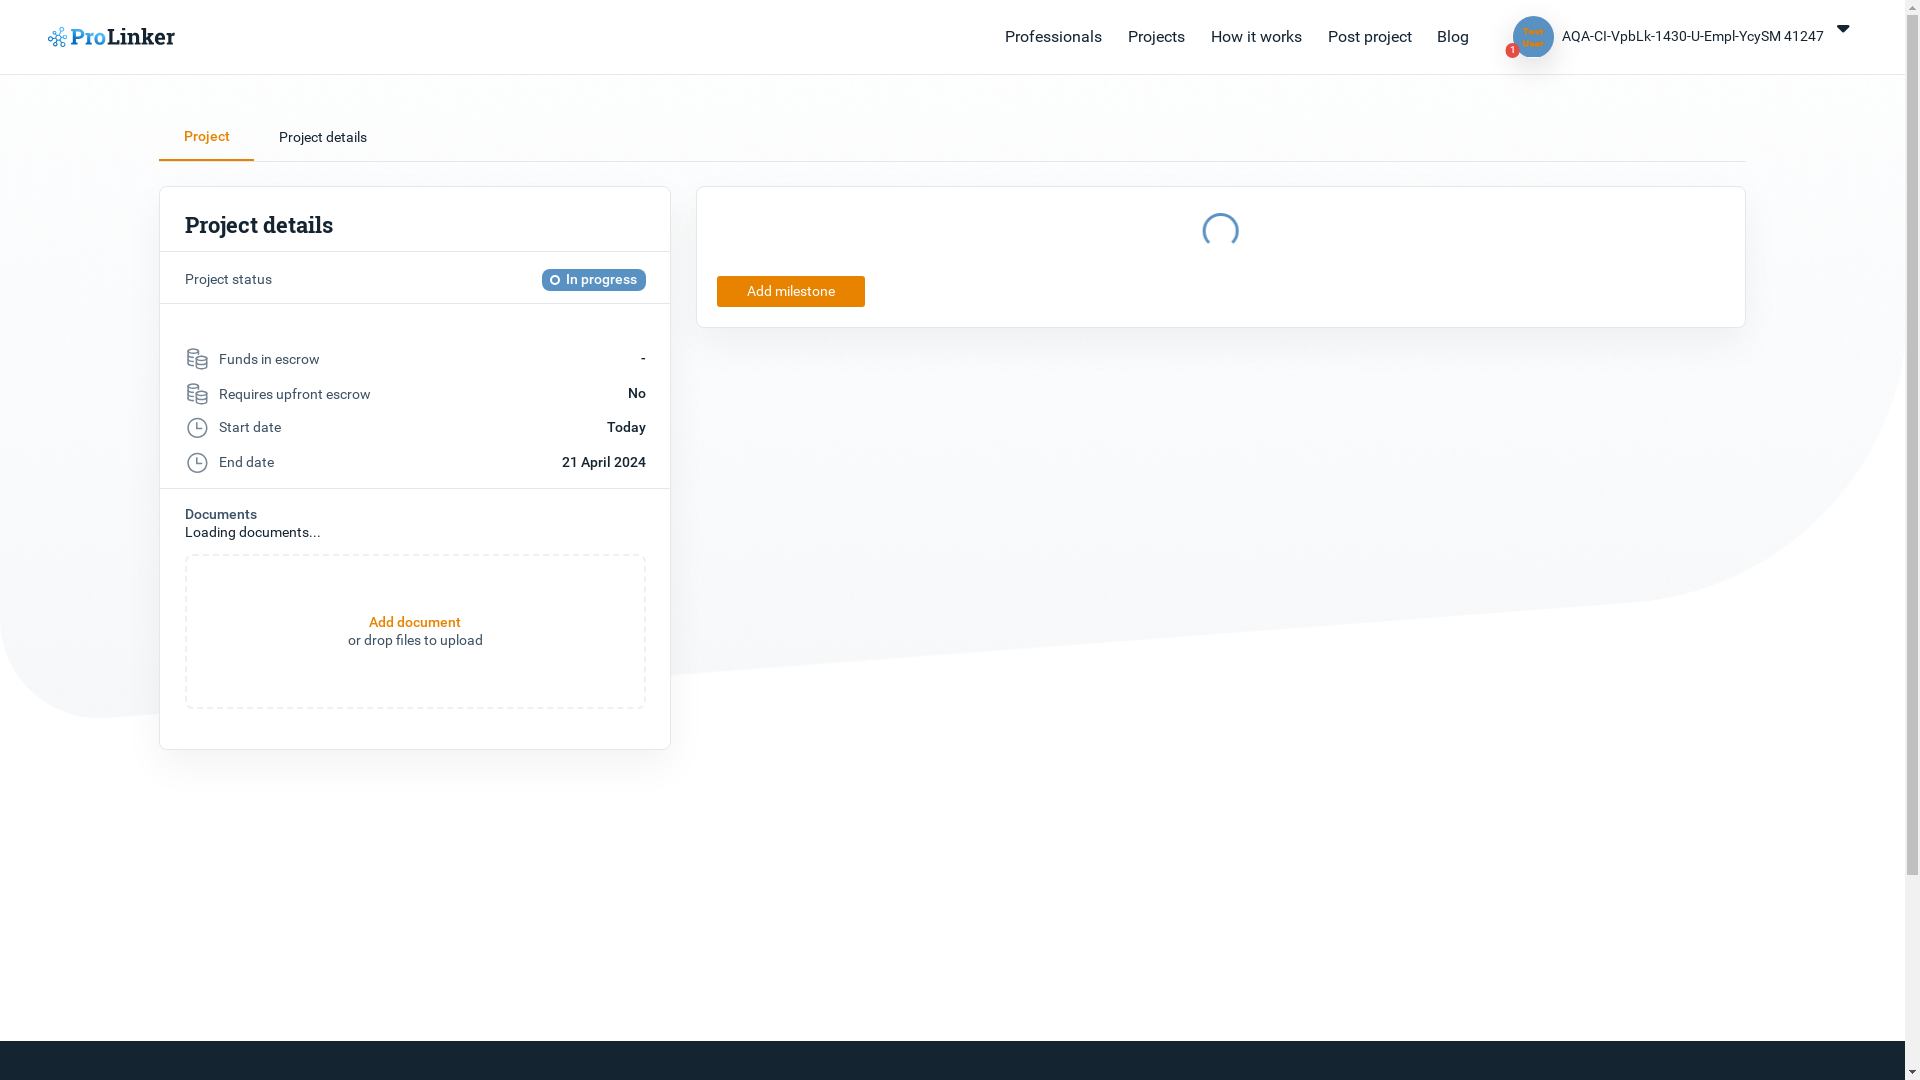 ProLinker
Professionals
Projects
How it works
Post project
Blog
1
AQA-CI-VpbLk-1430-U-Empl-YcySM 41247
Project
Project details
Project details
Project status
In progress
Funds in escrow
-
Requires upfront escrow
No
Start date
Today
End date
21 April 2024
Documents
Loading documents...
Add document
or drop files to upload
Add milestone